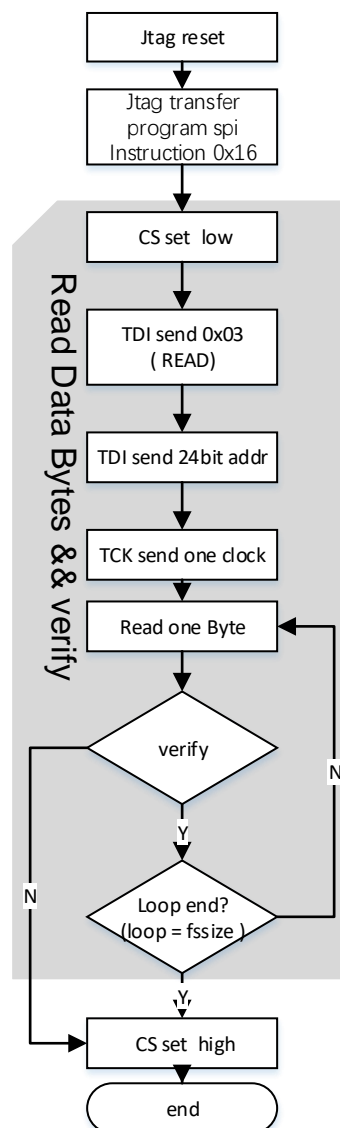 Jtag reset
Jtag transfer
program spi
Instruction 0x16
CS set low
Read Data Bytes && verify
TDI send 0x03
( READ)
TDI send 24bit addr
TCK send one clock
Read one Byte
verify
N
Y
N
Loop end?
(loop = fssize )
Y
CS set high
end